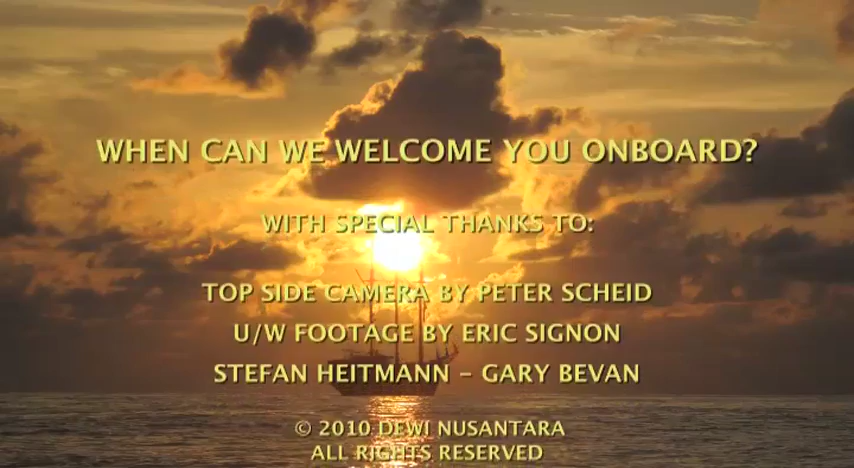 WHEN CAN WE WELCOME YOU ONBOARD?
WITH SPECIAL THANKS TO:
TOP SIDE CAMERA BY PETER SCHEID
U/W FOOTAGE BY ERIC SIGNON
STEFAN HEITMANN - GARY BEVAN
© 2010 DEWI NUSANTARA
ALL RIGHTS RESERVED